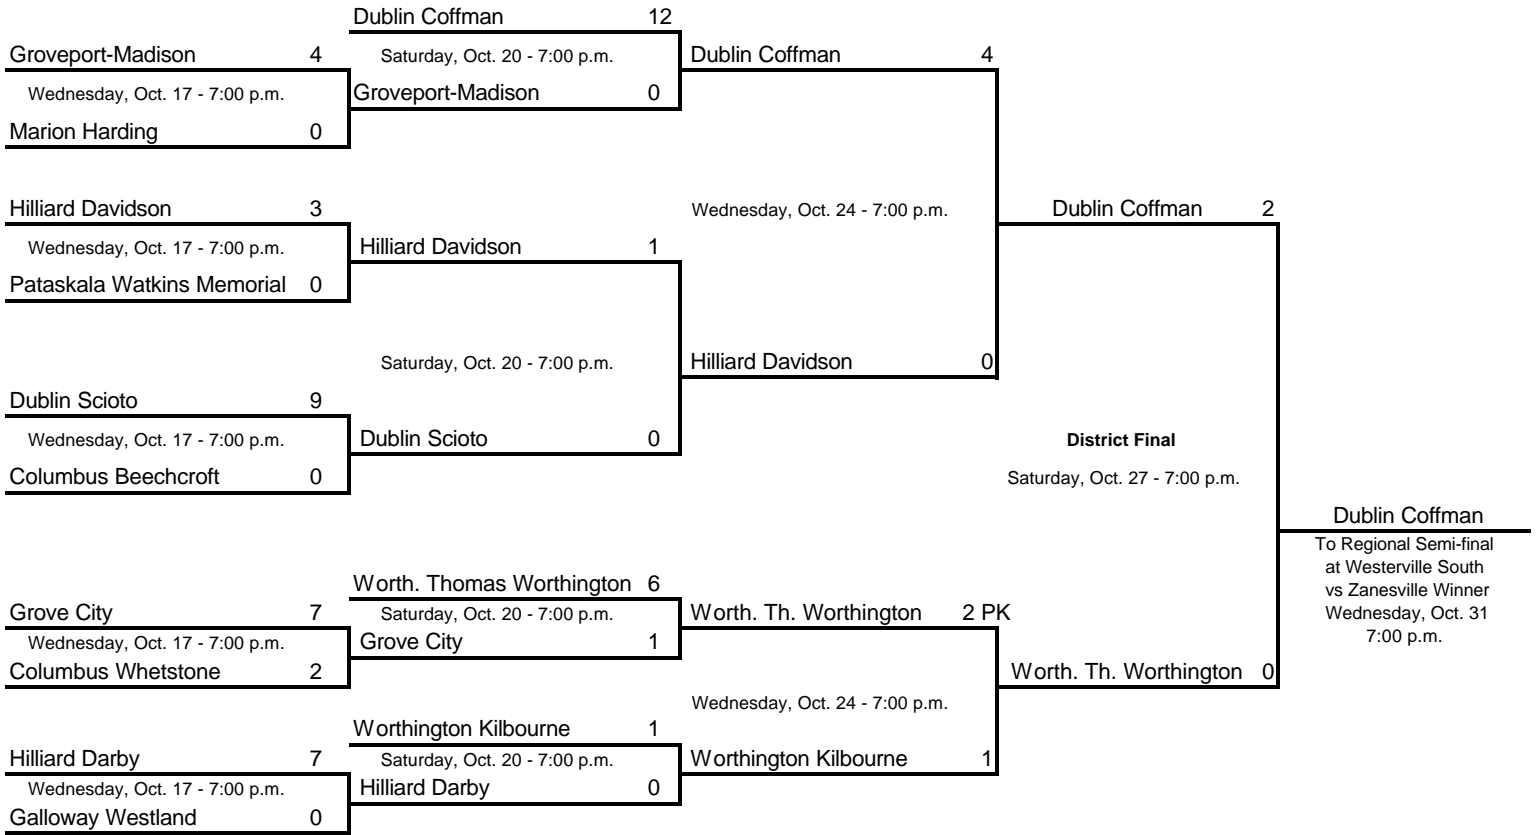 Dublin Coffman 12
Groveport-Madison 4
Saturday, Oct. 20 - 7:00 p.m.
Dublin Coffman 4
Wednesday, Oct. 17 - 7:00 p.m.
Groveport-Madison 0
Marion Harding 0
Hilliard Davidson 3
Wednesday, Oct. 24 - 7:00 p.m.
Dublin Coffman 2
Wednesday, Oct. 17 - 7:00 p.m.
Hilliard Davidson 1
Pataskala Watkins Memorial 0
Saturday, Oct. 20 - 7:00 p.m.
Hilliard Davidson 0
Dublin Scioto 9
Wednesday, Oct. 17 - 7:00 p.m.
Dublin Scioto 0
District Final
Columbus Beechcroft 0
Saturday, Oct. 27 - 7:00 p.m.
Dublin Coffman
To Regional Semi-final
at Westerville South
vs Zanesville Winner
Wednesday, Oct. 31
7:00 p.m.
Worth. Thomas Worthington 6
Grove City 7
Saturday, Oct. 20 - 7:00 p.m.
Worth. Th. Worthington 2 PK
Wednesday, Oct. 17 - 7:00 p.m.
Grove City 1
Columbus Whetstone 2
Worth. Th. Worthington 0
Wednesday, Oct. 24 - 7:00 p.m.
Worthington Kilbourne 1
Hilliard Darby 7
Saturday, Oct. 20 - 7:00 p.m.
Worthington Kilbourne 1
Wednesday, Oct. 17 - 7:00 p.m.
Hilliard Darby 0
Galloway Westland 0